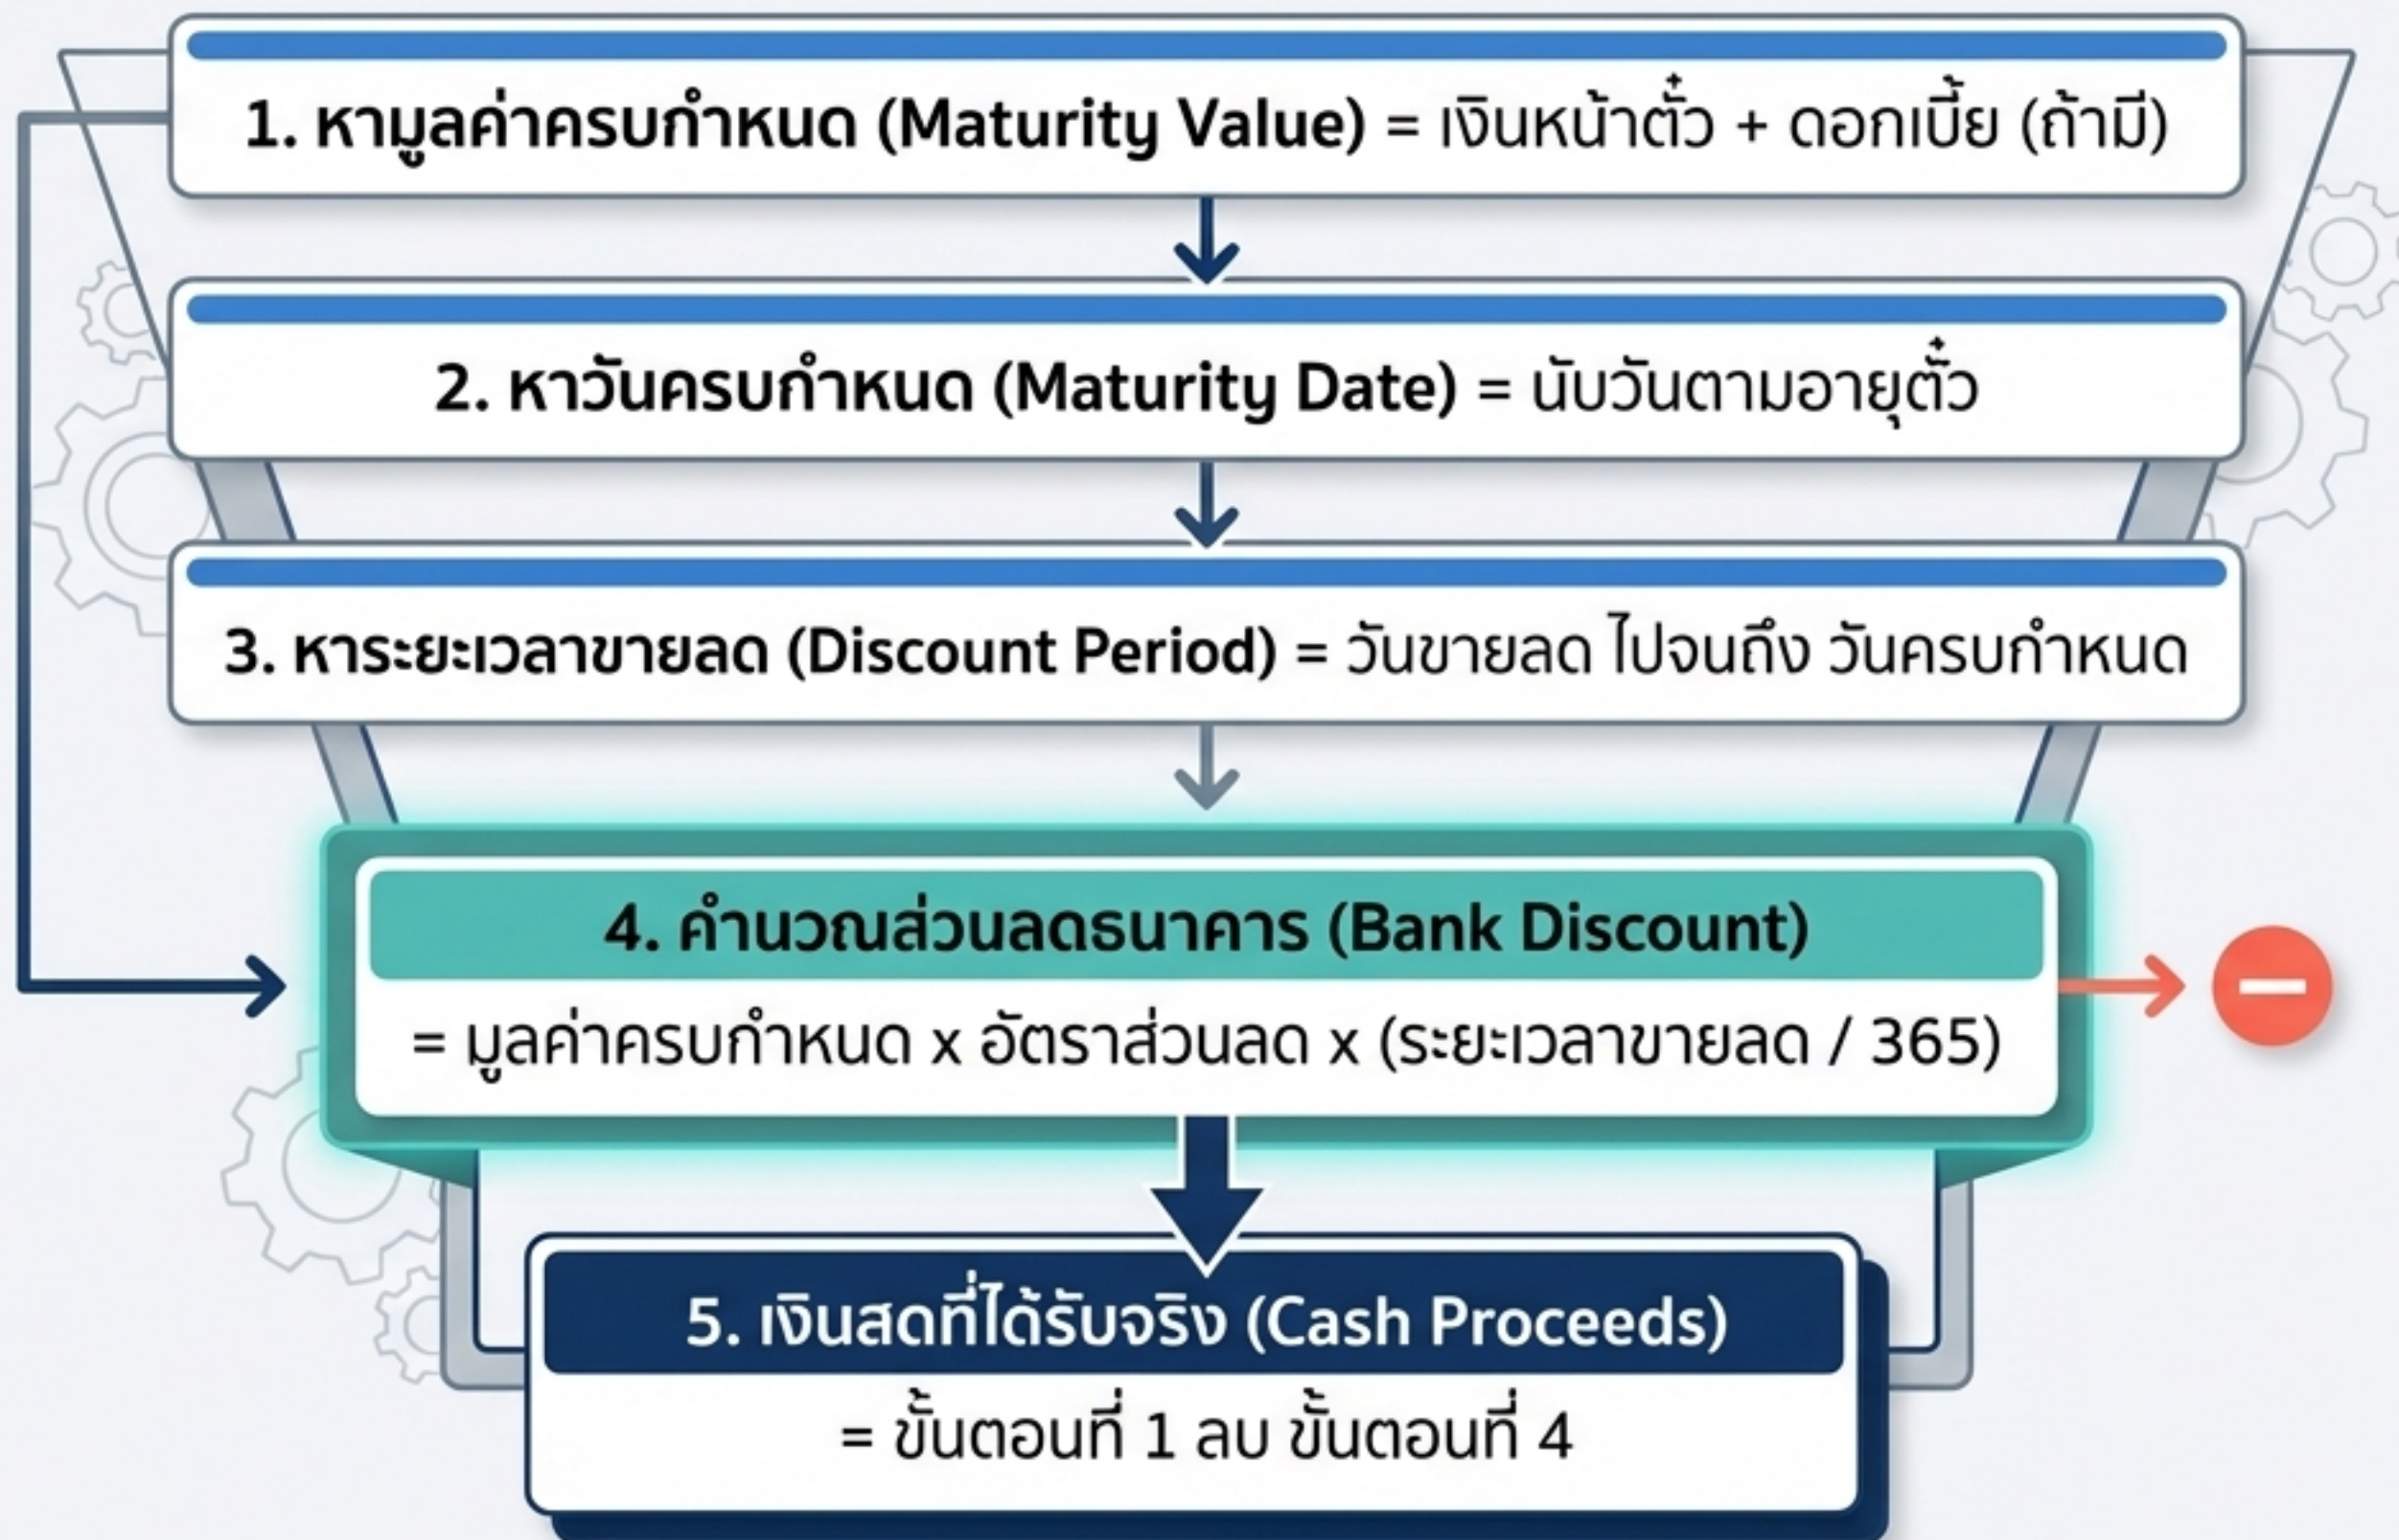 1. หามูลค่าครบกำหนด (Maturity Value) = เงินหน้าตั๋ว + ดอกเบี้ย (ถ้ามี)
2. หาวันครบกำหนด (Maturity Date) = นับวันตามอายุตั๋ว
3. หาระยะเวลาขายลด (Discount Period) = วันขายลด ไปจนถึง วันครบกำหนด
4. คำนวณส่วนลดธนาคาร (Bank Discount)
= มูลค่าครบกำหนด x อัตราส่วนลด x (ระยะเวลาขายลด / 365)
5. เงินสดที่ได้รับจริง (Cash Proceeds)
= ขั้นตอนที่ 1 ลบ ขั้นตอนที่ 4